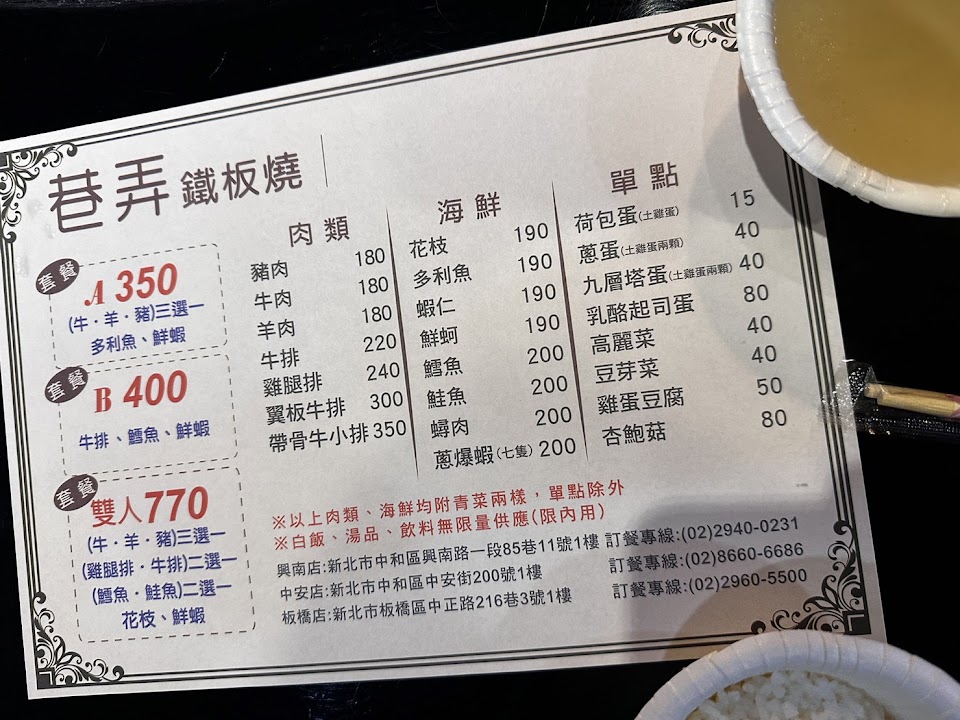 巷弄 鐵板燒
套餐
A 350
(牛·羊·豬)三選一
多利魚、鮮蝦
套餐
B 400
牛排、鱈魚、鮮蝦
套餐
雙人770
(牛·羊·豬)三選一
(雞腿排·牛排)二選一
(鱈魚·鮭魚)二選一
花枝、鮮蝦
肉類
豬肉 180
牛肉 180
羊肉 180
牛排 220
雞腿排 240
翼板牛排 300
帶骨牛小排 350
海鮮
花枝 190
多利魚 190
蝦仁 190
鮮蚵 190
鱈魚 200
鮭魚 200
蟳肉 200
蔥爆蝦(七隻) 200
單點
荷包蛋(土雞蛋) 15
蔥蛋(土雞蛋兩顆) 40
九層塔蛋(土雞蛋兩顆) 40
乳酪起司蛋 80
高麗菜 40
豆芽菜 40
雞蛋豆腐 50
杏鮑菇 80
※以上肉類、海鮮均附青菜兩樣，單點除外
※白飯、湯品、飲料無限量供應(限內用)
興南店:新北市中和區興南路一段85巷11號1樓 訂餐專線:(02)2940-0231
中安店:新北市中和區中安街200號1樓 訂餐專線:(02)8660-6686
板橋店:新北市板橋區中正路216巷3號1樓 訂餐專線:(02)2960-5500